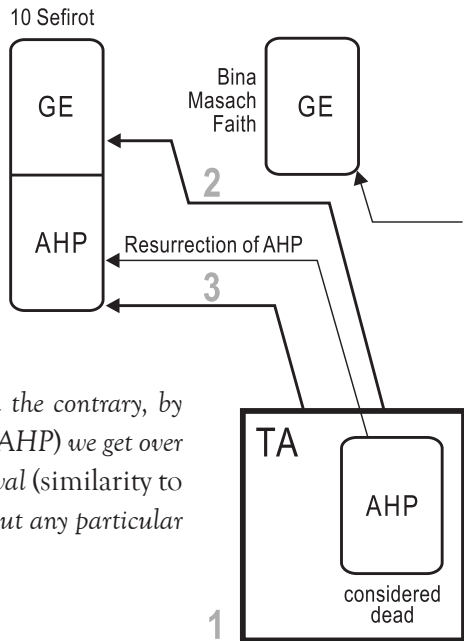 10 Sefirot
GE
AHP
Bina
Masach
Faith
GE
2
Resurrection of AHP
3
the contrary, by
AHP) we get over
val (similarity to
ut any particular
TA
AHP
considered
dead
1